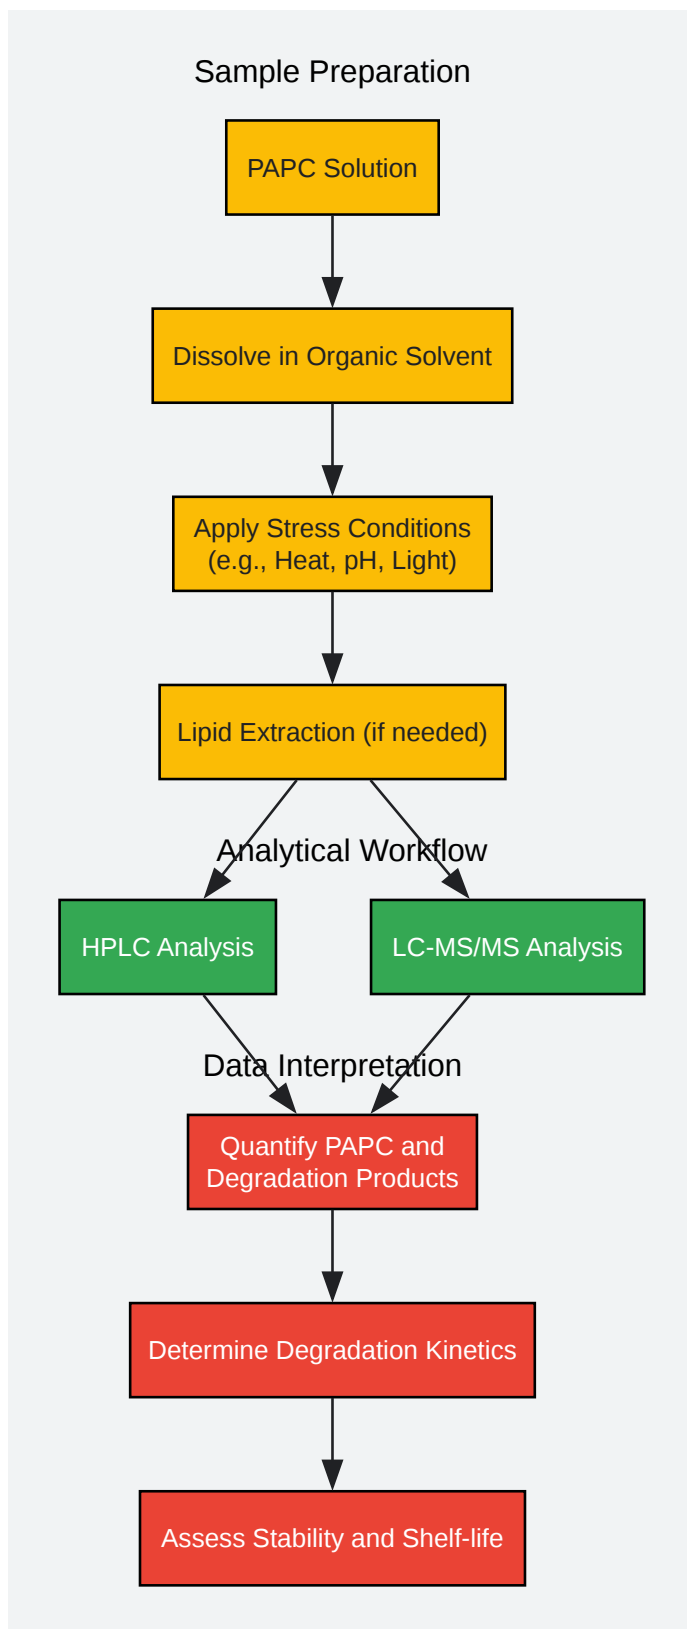 Sample Preparation
PAPC Solution
Dissolve in Organic Solvent
Apply Stress Conditions
(e.g., Heat, pH, Light)
Lipid Extraction (if needed)
Analytical Workflow
HPLC Analysis
LC-MS/MS Analysis
Data Interpretation
Quantify PAPC and
Degradation Products
Determine Degradation Kinetics
Assess Stability and Shelf-life